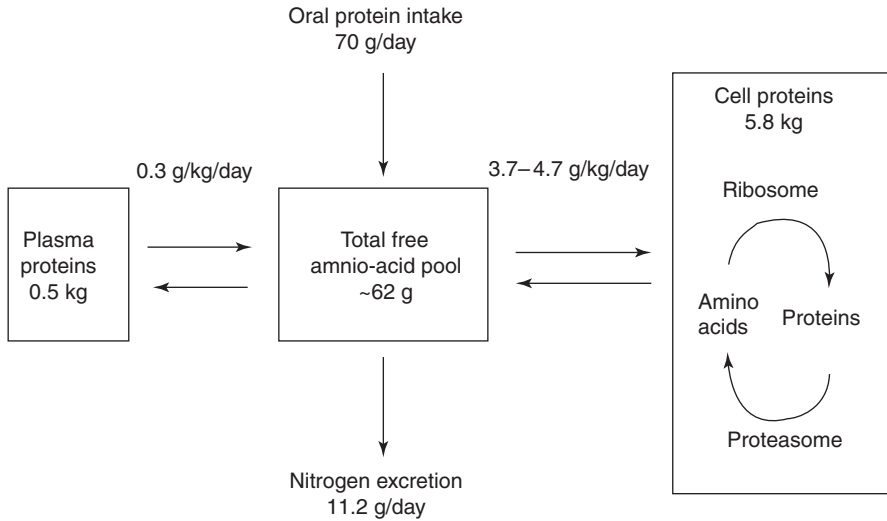 Oral protein intake
70 g/day
Cell proteins
5.8 kg
0.3 g/kg/day
3.7–4.7 g/kg/day
Ribosome
Plasma
proteins
0.5 kg
Total free
amnio-acid pool
~62 g
Amino
acids
Proteins
Proteasome
Nitrogen excretion
11.2 g/day